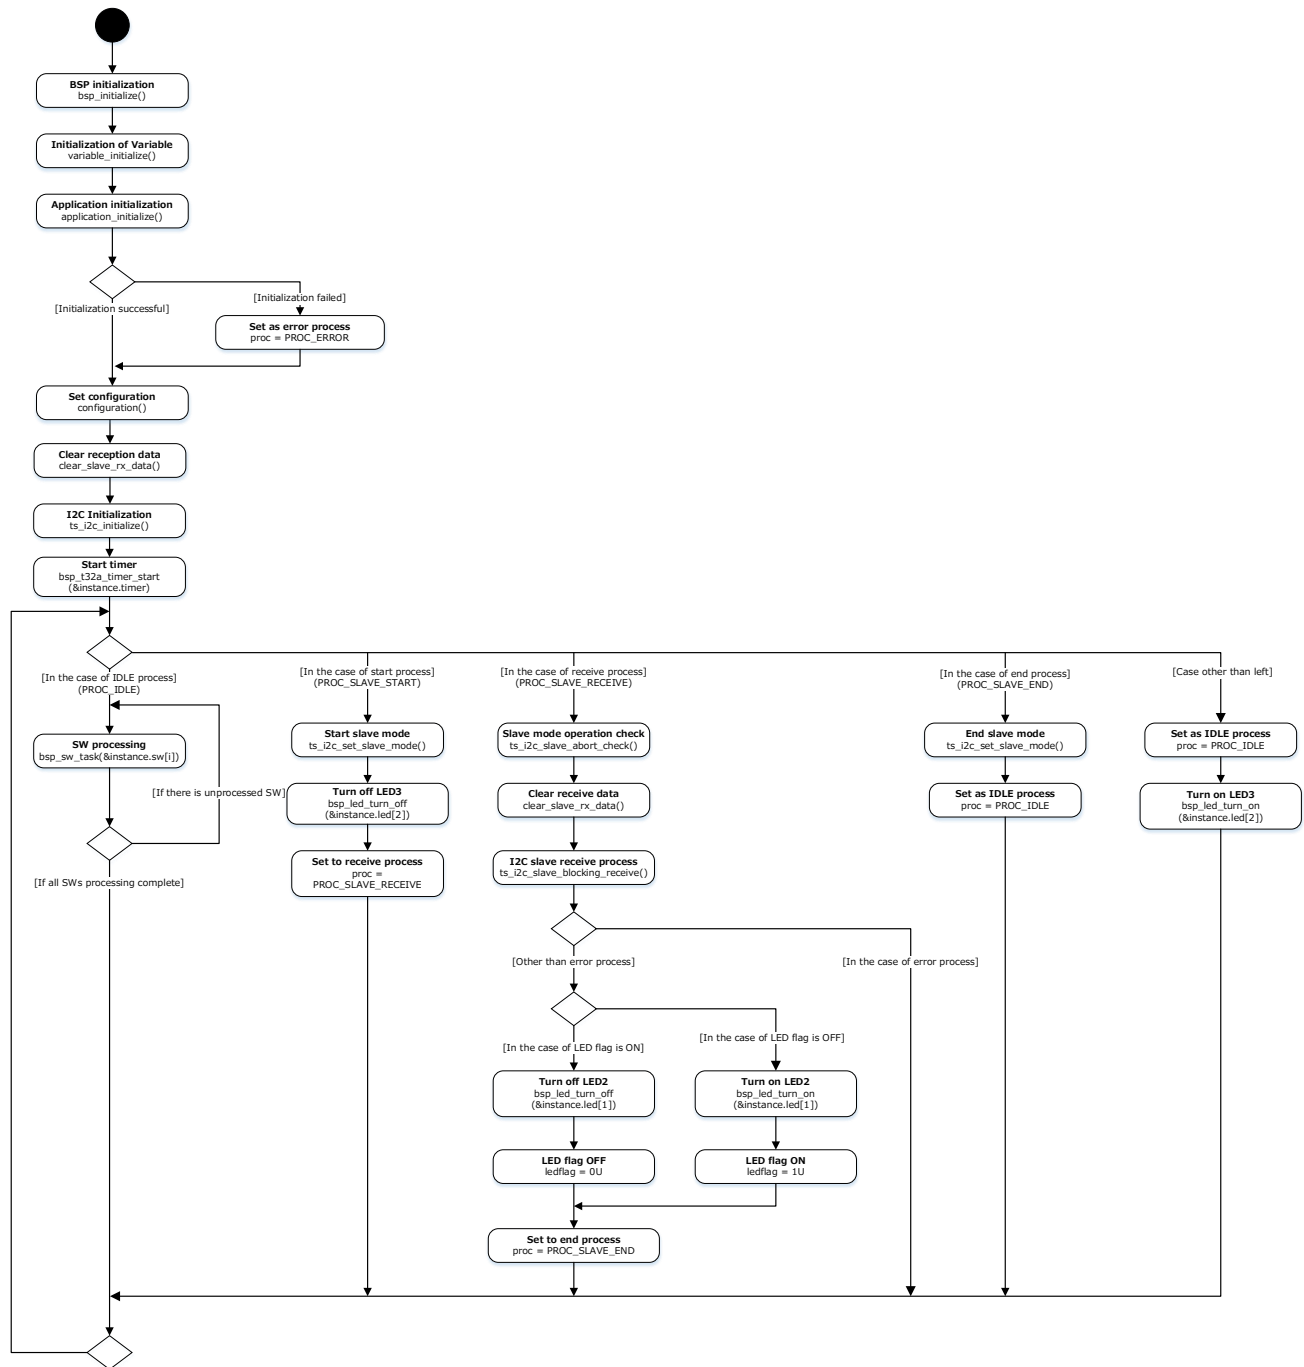 BSP initialization
bsp_initialize()
Initialization of Variable
variable_initialize()
Application initialization
application_initialize()
[Initialization successful]
[Initialization failed]
Set as error process
proc = PROC_ERROR
Set configuration
configuration()
Clear reception data
clear_slave_rx_data()
I2C Initialization
ts_i2c_initialize()
Start timer
bsp_t32a_timer_start
(&instance.timer)
[In the case of IDLE process]
(PROC_IDLE)
SW processing
bsp_sw_task(&instance.sw[i])
[If there is unprocessed SW]
[If all SWs processing complete]
[In the case of start process]
(PROC_SLAVE_START)
Start slave mode
ts_i2c_set_slave_mode()
Turn off LED3
bsp_led_turn_off
(&instance.led[2])
Set to receive process
proc =
PROC_SLAVE_RECEIVE
[In the case of receive process]
(PROC_SLAVE_RECEIVE)
Slave mode operation check
ts_i2c_slave_abort_check()
Clear receive data
clear_slave_rx_data()
I2C slave receive process
ts_i2c_slave_blocking_receive()
[Other than error process]
[In the case of error process]
[In the case of LED flag is ON]
[In the case of LED flag is OFF]
Turn off LED2
bsp_led_turn_off
(&instance.led[1])
Turn on LED2
bsp_led_turn_on
(&instance.led[1])
LED flag OFF
ledflag = 0U
LED flag ON
ledflag = 1U
Set to end process
proc = PROC_SLAVE_END
[In the case of end process]
(PROC_SLAVE_END)
End slave mode
ts_i2c_set_slave_mode()
Set as IDLE process
proc = PROC_IDLE
[Case other than left]
Set as IDLE process
proc = PROC_IDLE
Turn on LED3
bsp_led_turn_on
(&instance.led[2])